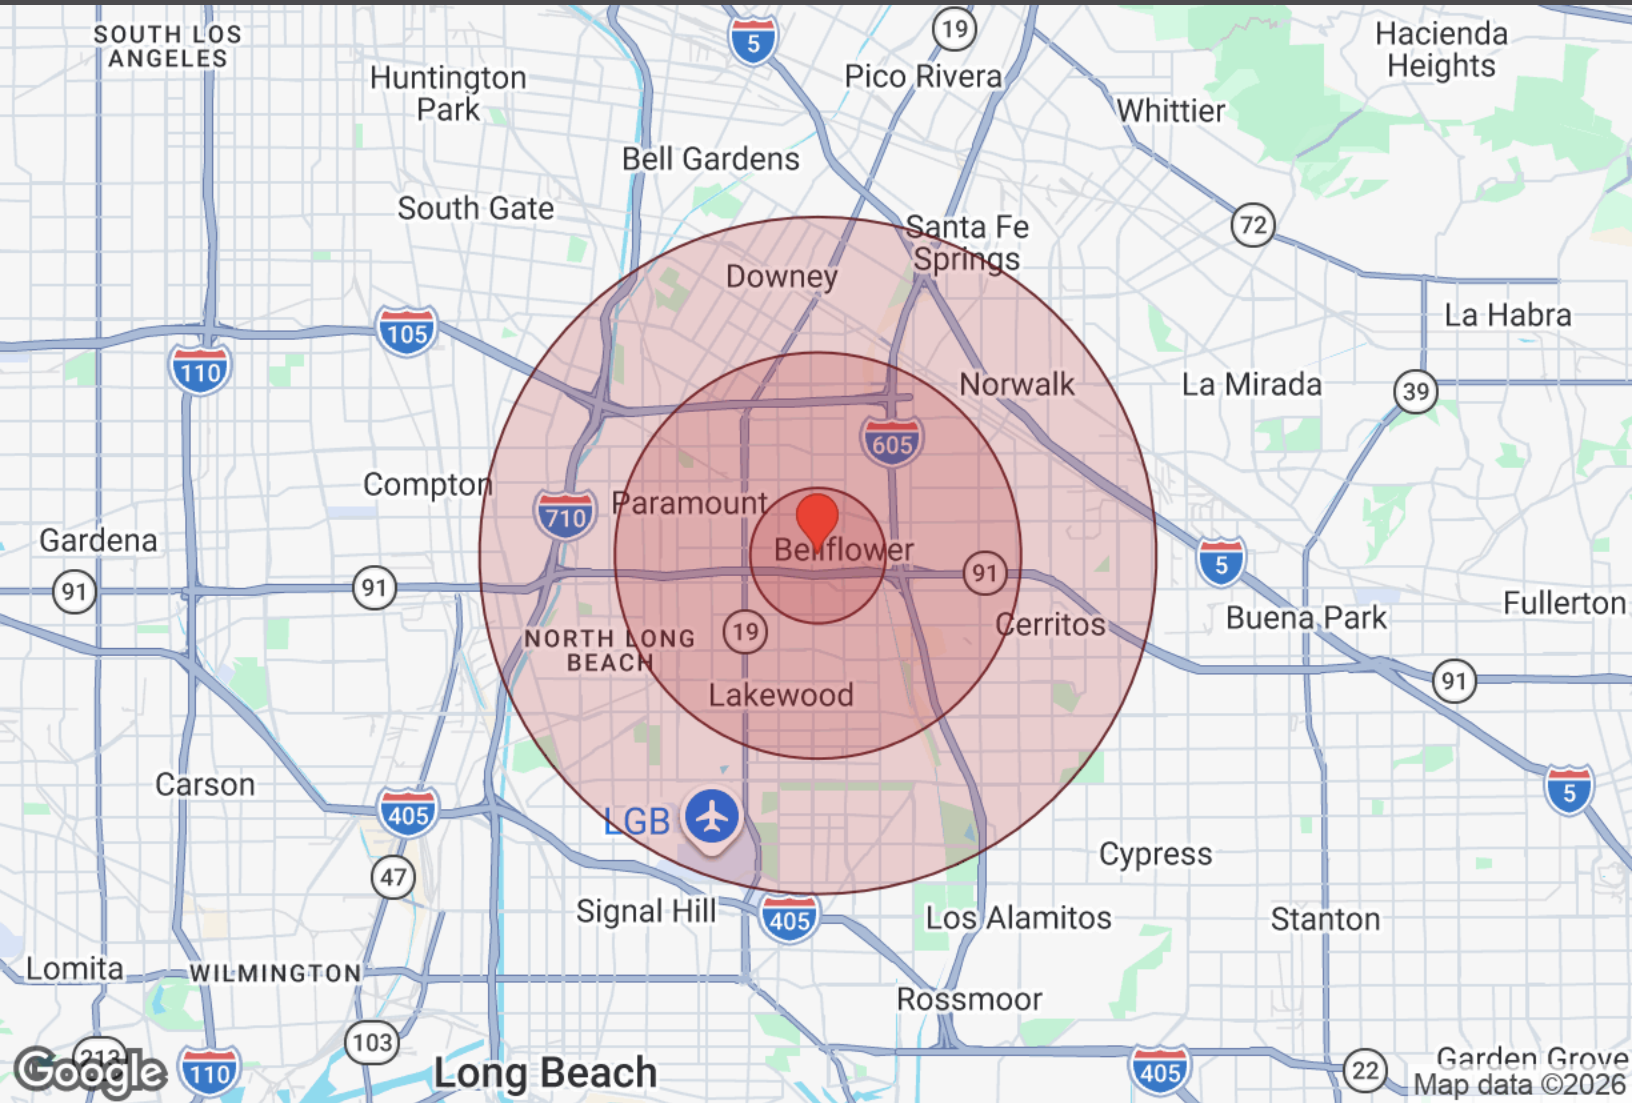 SOUTH LOS
ANGELES
5
19
Hacienda
Heights
Huntington
Park
Pico Rivera
Whittier
Bell Gardens
South Gate
72
Santa Fe
Springs
Downey
105
La Habra
110
Norwalk
La Mirada
39
605
Compton
Paramount
710
Gardena
Bellflower
5
91
91
91
Buena Park
Fullerton
Cerritos
19
NORTH LONG
BEACH
91
Lakewood
Carson
5
405
LGB
Cypress
47
Signal Hill
405
Los Alamitos
Stanton
Lomita
WILMINGTON
Rossmoor
103
213
Google
110
Long Beach
405
22
Garden Grove
Map data ©2026